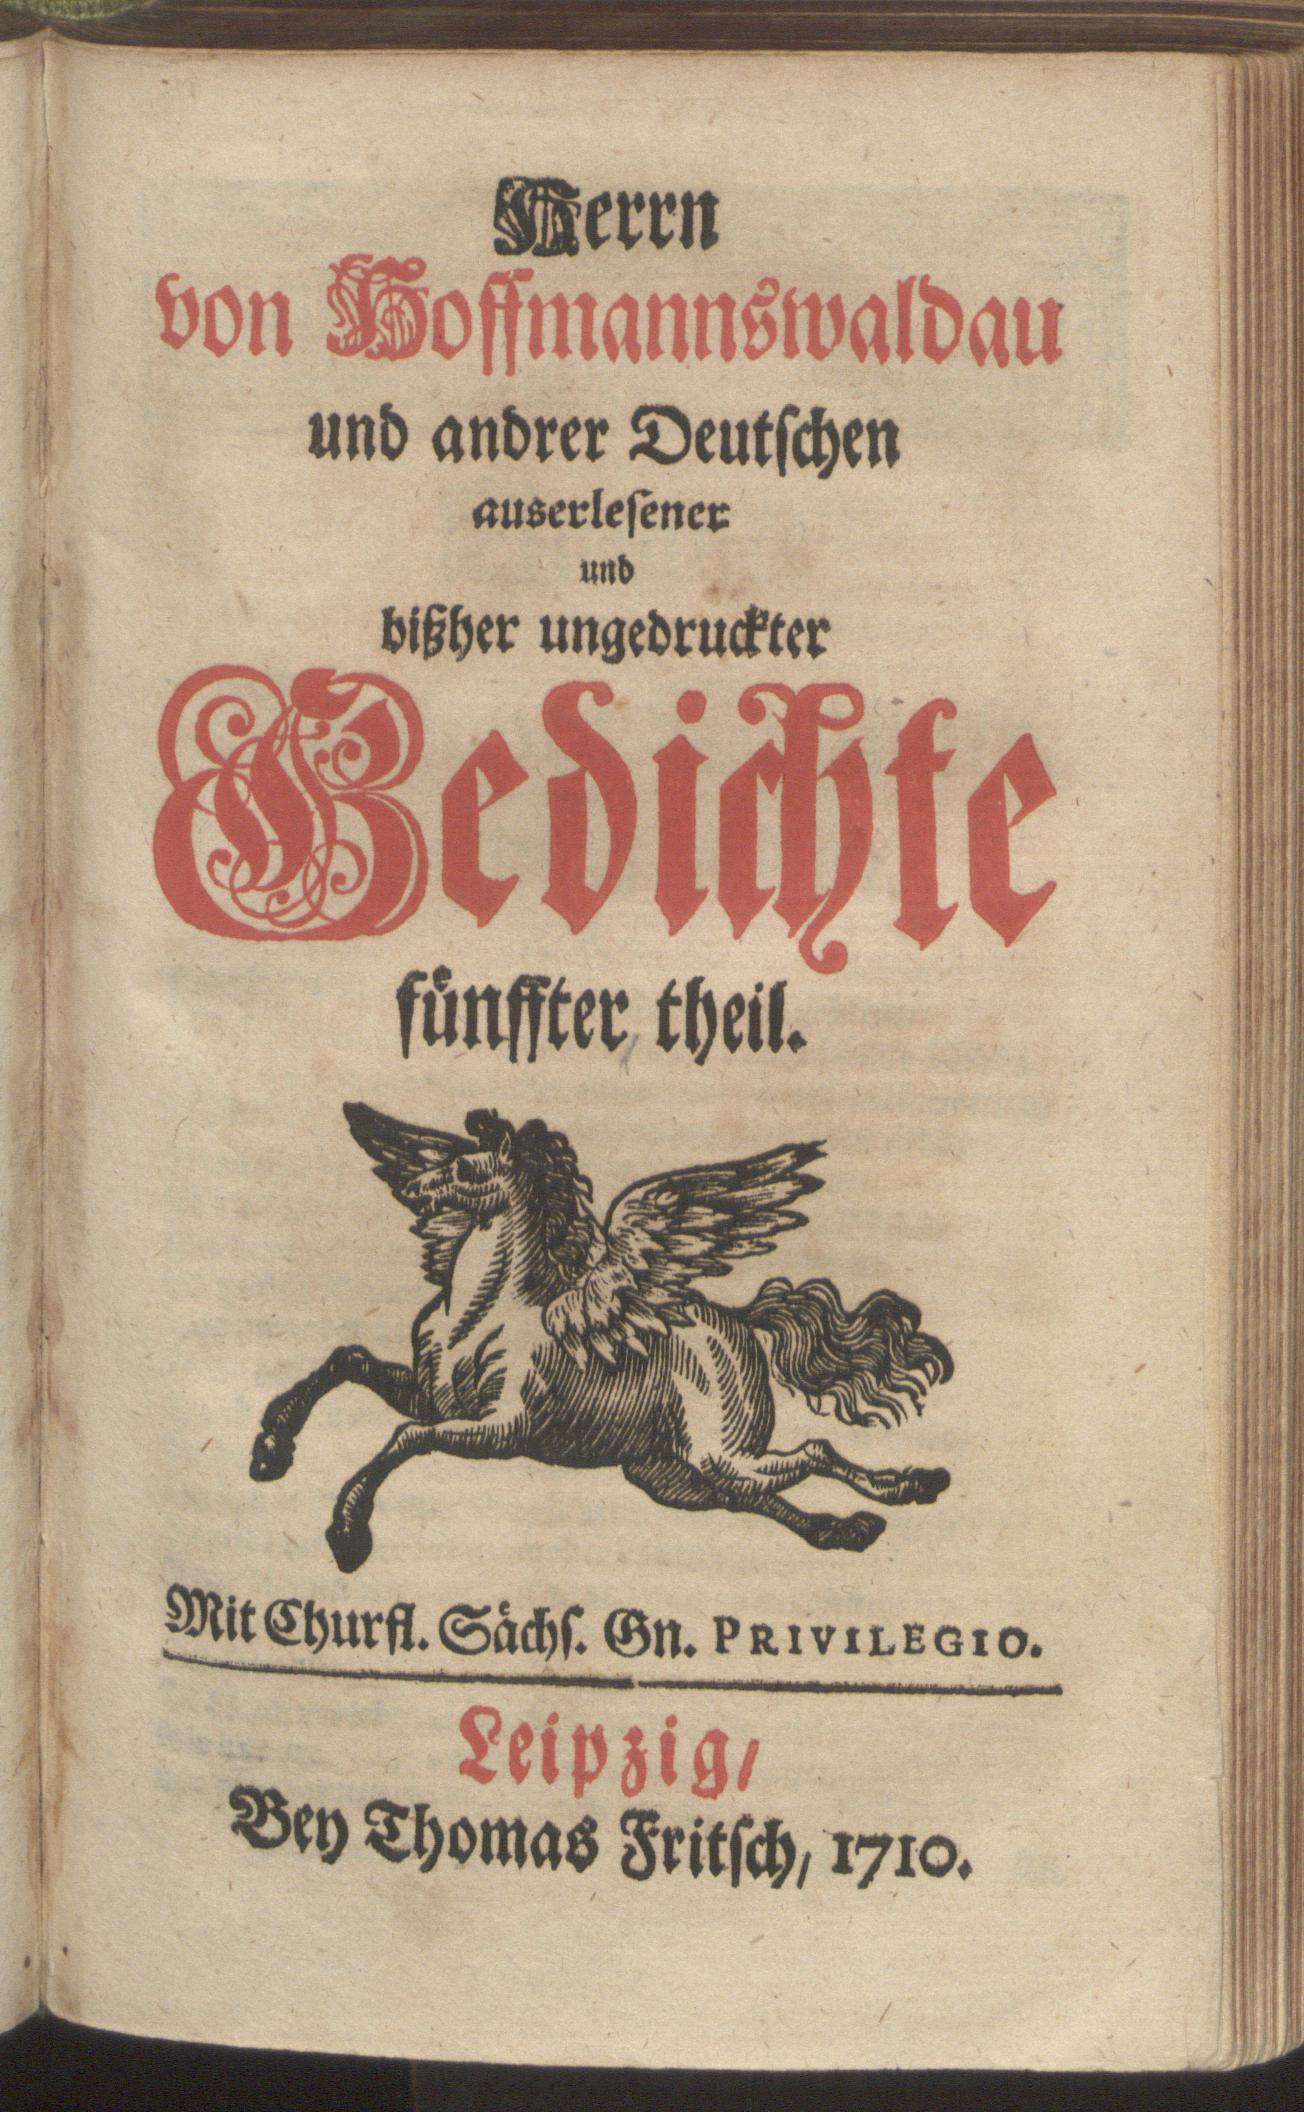 Herrn
von Hoffmannswaldau
und andrer Deutschen
auserlesener
und
bißher ungedruckter
Gedichte
fünffter theil.
Mit Churfl. Sächs. Gn. PRIVILEGIO.
Leipzig/
Bey Thomas Fritsch, 1710.